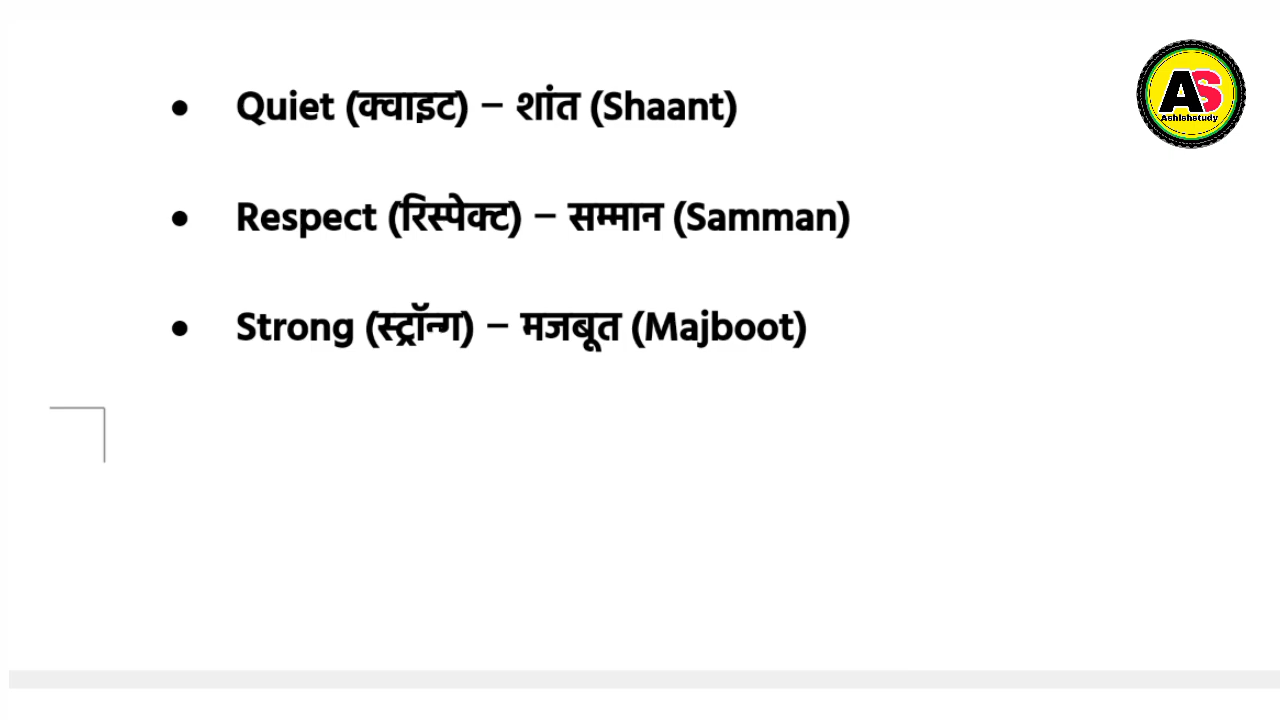 • Quiet (क्वाइट) – शांत (Shaant)
AS
Ashishstudy
• Respect (रिस्पेक्ट) – सम्मान (Samman)
• Strong (स्ट्रॉन्ग) – मजबूत (Majboot)